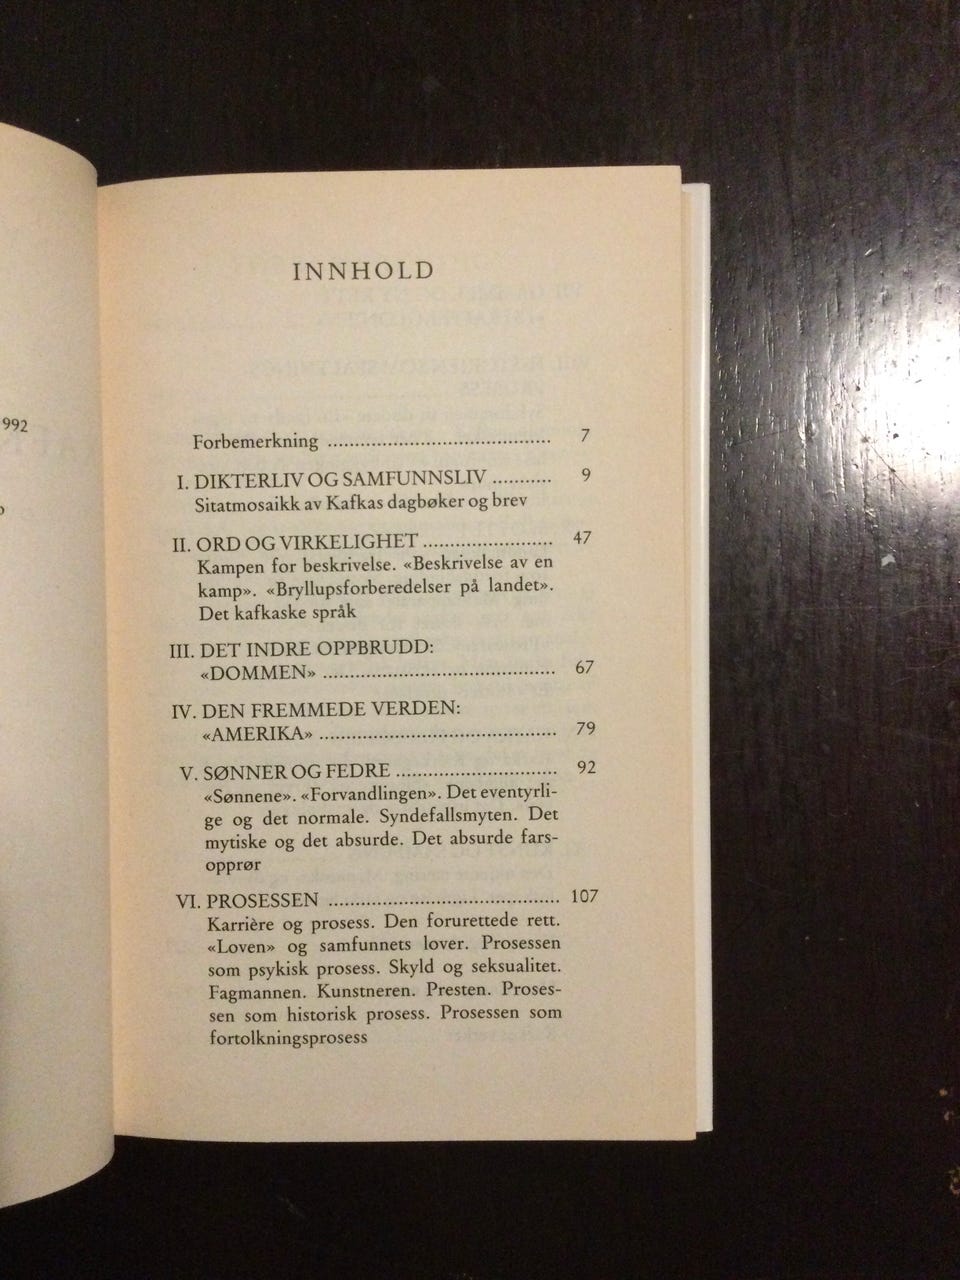 992
INNHOLD
Forbemerkning ........................................ 7
I. DIKTERLIV OG SAMFUNNSLIV ........... 9
Sitatmosaikk av Kafkas dagbøker og brev
II. ORD OG VIRKELIGHET ....................... 47
Kampen for beskrivelse. «Beskrivelse av en
kamp». «Bryllupsforberedelser på landet».
Det kafkaske språk
III. DET INDRE OPPBRUDD:
«DOMMEN» ......................................... 67
IV. DEN FREMMEDE VERDEN:
«AMERIKA» .......................................... 79
V. SØNNER OG FEDRE ............................. 92
«Sønnene». «Forvandlingen». Det eventyrli-
ge og det normale. Syndefallsmyten. Det
mytiske og det absurde. Det absurde fars-
opprør
VI. PROSESSEN ......................................... 107
Karrière og prosess. Den forurettede rett.
«Loven» og samfunnets lover. Prosessen
som psykisk prosess. Skyld og seksualitet.
Fagmannen. Kunstneren. Presten. Proses-
sen som historisk prosess. Prosessen som
fortolkningsprosess